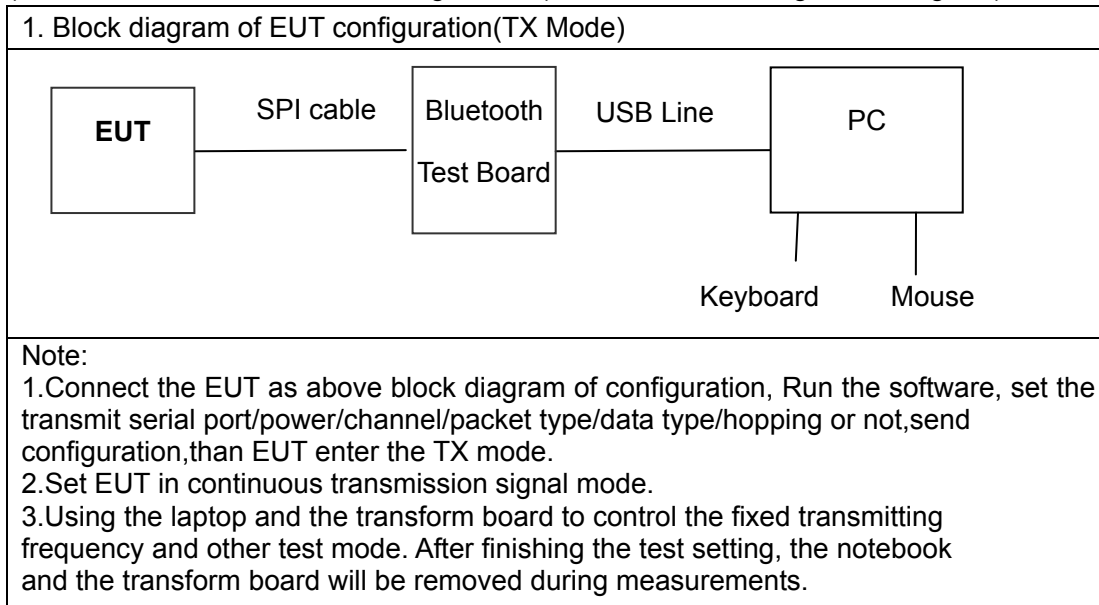 1. Block diagram of EUT configuration(TX Mode)
EUT
SPI cable
Bluetooth
Test Board
USB Line
PC
Keyboard
Mouse
Note:
1.Connect the EUT as above block diagram of configuration, Run the software, set the
transmit serial port/power/channel/packet type/data type/hopping or not,send
configuration,than EUT enter the TX mode.
2.Set EUT in continuous transmission signal mode.
3.Using the laptop and the transform board to control the fixed transmitting
frequency and other test mode. After finishing the test setting, the notebook
and the transform board will be removed during measurements.